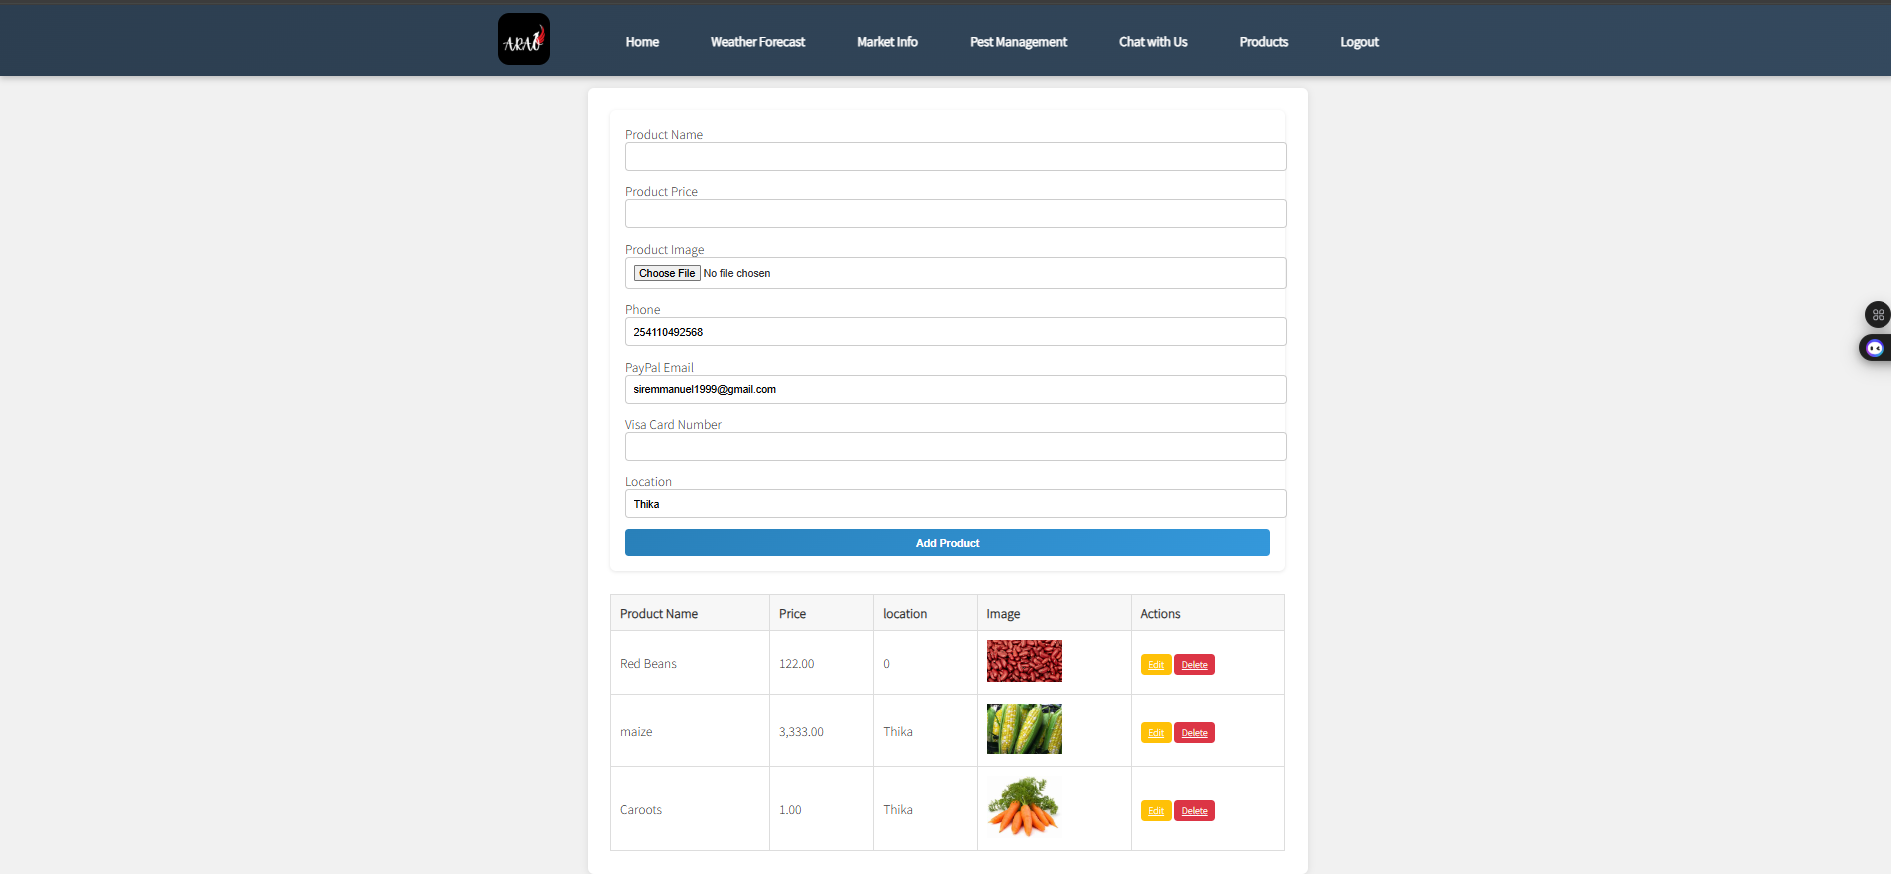 ARAO
Home Weather Forecast Market Info Pest Management Chat with Us Products Logout
Product Name
Product Price
Product Image
Choose File No file chosen
Phone
254110492568
PayPal Email
siremmanuel1999@gmail.com
Visa Card Number
Location
Thika
Add Product
Product Name Price location Image Actions
Red Beans 122.00 0 Edit Delete
maize 3,333.00 Thika Edit Delete
Caroots 1.00 Thika Edit Delete